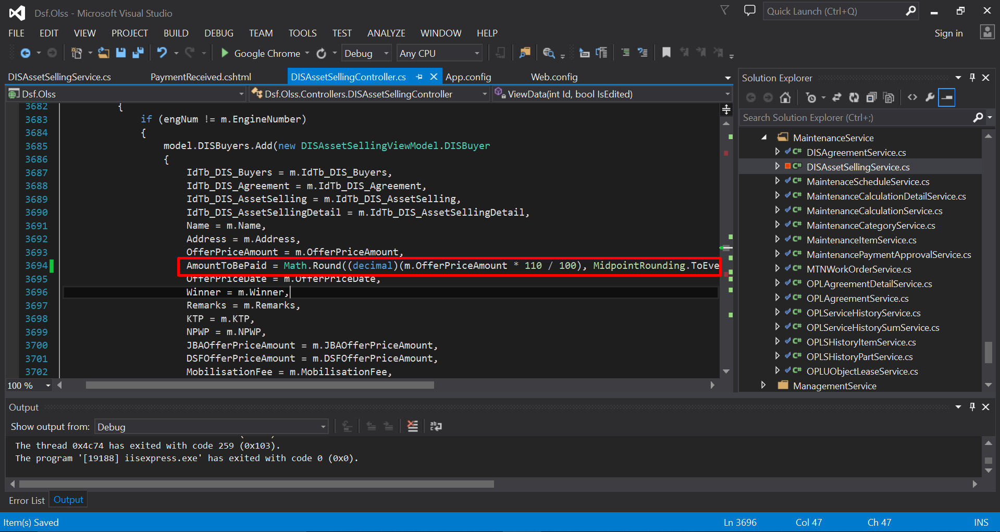 Dsf.Olss - Microsoft Visual Studio
Quick Launch (Ctrl+Q)
FILE EDIT VIEW PROJECT BUILD DEBUG TEAM TOOLS TEST ANALYZE WINDOW HELP
Sign in
Google Chrome
Debug
Any CPU
DISAssetSellingService.cs
PaymentReceived.cshtml
DISAssetSellingController.cs
App.config
Web.config
Dsf.Olss
Dsf.Olss.Controllers.DISAssetSellingController
ViewData(int Id, bool IsEdited)
3682 {
3683 if (engNum != m.EngineNumber)
3684 {
3685 model.DISBuyers.Add(new DISAssetSellingViewModel.DISBuyer
3686 {
3687 IdTb_DIS_Buyers = m.IdTb_DIS_Buyers,
3688 IdTb_DIS_Agreement = m.IdTb_DIS_Agreement,
3689 IdTb_DIS_AssetSelling = m.IdTb_DIS_AssetSelling,
3690 IdTb_DIS_AssetSellingDetail = m.IdTb_DIS_AssetSellingDetail,
3691 Name = m.Name,
3692 Address = m.Address,
3693 OfferPriceAmount = m.OfferPriceAmount,
3694 AmountToBePaid = Math.Round((decimal)(m.OfferPriceAmount * 110 / 100), MidpointRounding.ToEve
3695 OfferPriceDate = m.OfferPriceDate,
3696 Winner = m.Winner,
3697 Remarks = m.Remarks,
3698 KTP = m.KTP,
3699 NPWP = m.NPWP,
3700 JBAOfferPriceAmount = m.JBAOfferPriceAmount,
3701 DSFOfferPriceAmount = m.DSFOfferPriceAmount,
3702 MobilisationFee = m.MobilisationFee,
100 %
Solution Explorer
Search Solution Explorer (Ctrl+;)
MaintenanceService
C# DISAgreementService.cs
C# DISAssetSellingService.cs
C# MaintenaceScheduleService.cs
C# MaintenanceCalculationDetailService.cs
C# MaintenanceCalculationService.cs
C# MaintenanceCategoryService.cs
C# MaintenanceItemService.cs
C# MaintenancePaymentApprovalService.cs
C# MTNWorkOrderService.cs
C# OPLAgreementDetailService.cs
C# OPLAgreementService.cs
C# OPLServiceHistoryService.cs
C# OPLServiceHistorySumService.cs
C# OPLSHistoryItemService.cs
C# OPLSHistoryPartService.cs
C# OPLUObjectLeaseService.cs
ManagementService
Output
Show output from: Debug
The thread 0x4c74 has exited with code 259 (0x103).
The program '[19188] iisexpress.exe' has exited with code 0 (0x0).
Error List Output
Item(s) Saved
Ln 3696 Col 47 Ch 47 INS